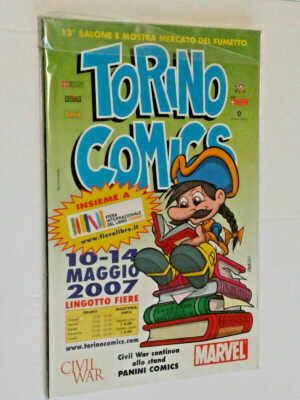 13° SALONE E MOSTRA MERCATO DEL FUMETTO
TORINO
COMICS
INSIEME A
FIERA
INTERNAZIONALE
DEL LIBRO
www.fieralibro.it
10-14
MAGGIO
2007
LINGOTTO FIERE
www.torinocomics.com
CIVIL
WAR
Civil War continua
allo stand
PANINI COMICS
MARVEL